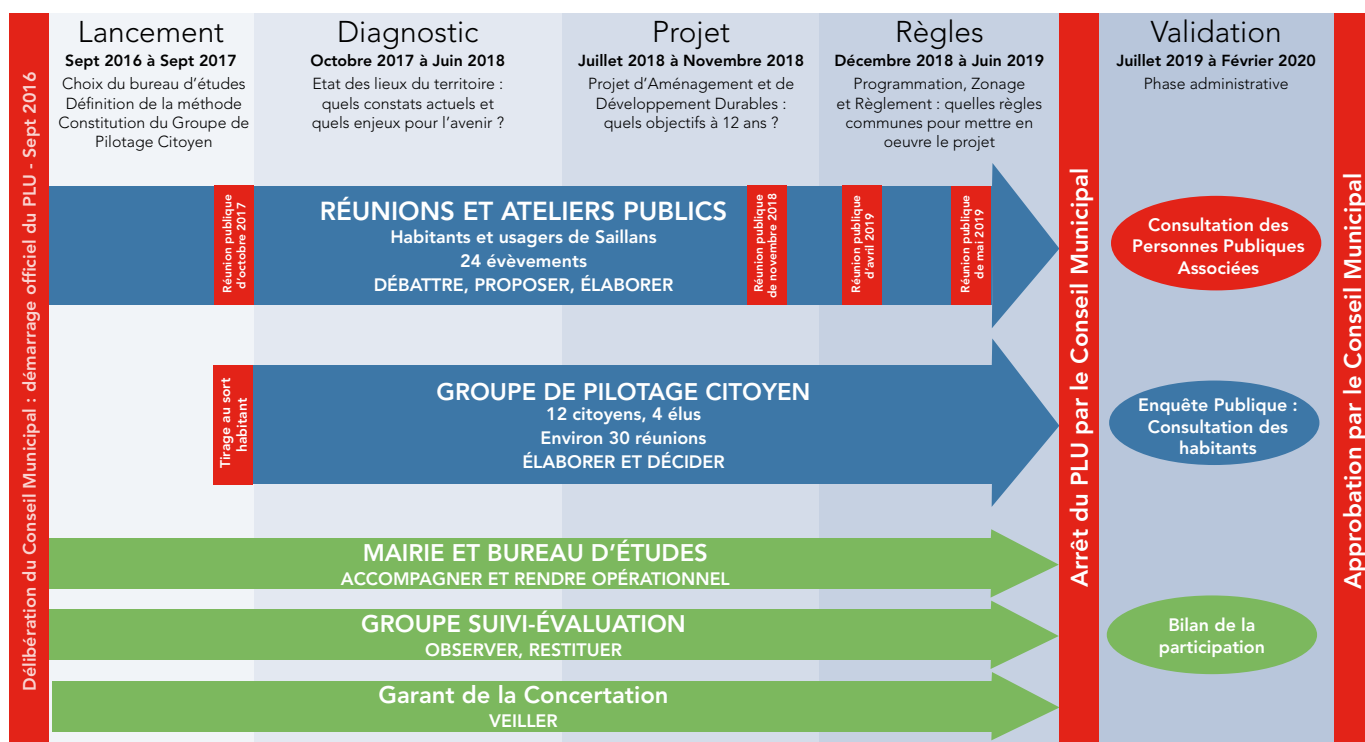 Délibération du Conseil Municipal : démarrage officiel du PLU - Sept 2016
Lancement
Sept 2016 à Sept 2017
Choix du bureau d'études
Définition de la méthode
Constitution du Groupe de
Pilotage Citoyen
Diagnostic
Octobre 2017 à Juin 2018
Etat des lieux du territoire :
quels constats actuels et
quels enjeux pour l'avenir ?
Projet
Juillet 2018 à Novembre 2018
Projet d'Aménagement et de
Développement Durables :
quels objectifs à 12 ans ?
Règles
Décembre 2018 à Juin 2019
Programmation, Zonage
et Règlement : quelles règles
communes pour mettre en
oeuvre le projet
Validation
Juillet 2019 à Février 2020
Phase administrative
Réunion publique
d'octobre 2017
RÉUNIONS ET ATELIERS PUBLICS
Habitants et usagers de Saillans
24 évèvements
DÉBATTRE, PROPOSER, ÉLABORER
Réunion publique
de novembre 2018
Réunion publique
d'avril 2019
Réunion publique
de mai 2019
Tirage au sort
habitant
GROUPE DE PILOTAGE CITOYEN
12 citoyens, 4 élus
Environ 30 réunions
ÉLABORER ET DÉCIDER
MAIRIE ET BUREAU D'ÉTUDES
ACCOMPAGNER ET RENDRE OPÉRATIONNEL
GROUPE SUIVI-ÉVALUATION
OBSERVER, RESTITUER
Garant de la Concertation
VEILLER
Arrêt du PLU par le Conseil Municipal
Consultation des
Personnes Publiques
Associées
Enquête Publique :
Consultation des
habitants
Bilan de la
participation
Approbation par le Conseil Municipal